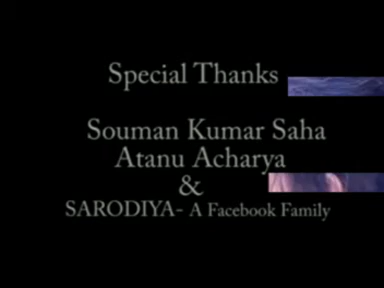 Special Thanks
Souman Kumar Saha
Atanu Acharya
&
SARODIYA- A Facebook Family